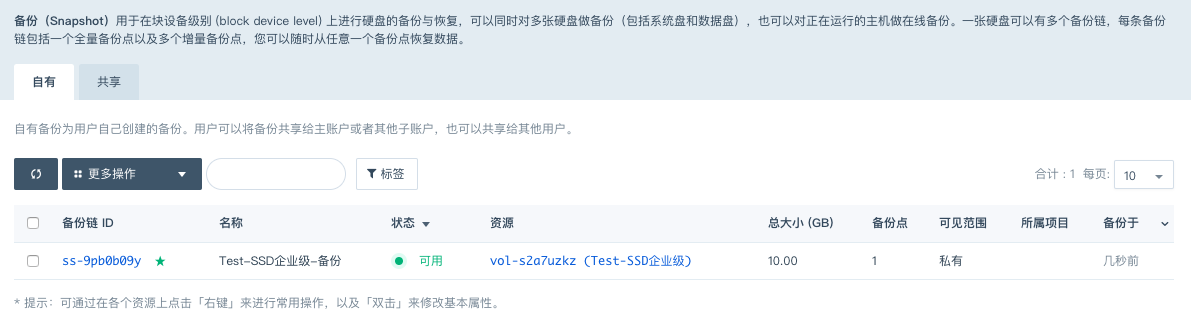 备份（Snapshot）用于在块设备级别 (block device level) 上进行硬盘的备份与恢复，可以同时对多张硬盘做备份（包括系统盘和数据盘），也可以对正在运行的主机做在线备份。一张硬盘可以有多个备份链，每条备份
链包括一个全量备份点以及多个增量备份点，您可以随时从任意一个备份点恢复数据。
自有 共享
自有备份为用户自己创建的备份。用户可以将备份共享给主账户或者其他子账户，也可以共享给其他用户。
更多操作 标签 合计：1 每页: 10
备份链 ID 名称 状态 资源 总大小 (GB) 备份点 可见范围 所属项目 备份于
ss-9pb0b09y Test-SSD企业级-备份 可用 vol-s2a7uzkz (Test-SSD企业级) 10.00 1 私有 几秒前
* 提示：可通过在各个资源上点击「右键」来进行常用操作，以及「双击」来修改基本属性。